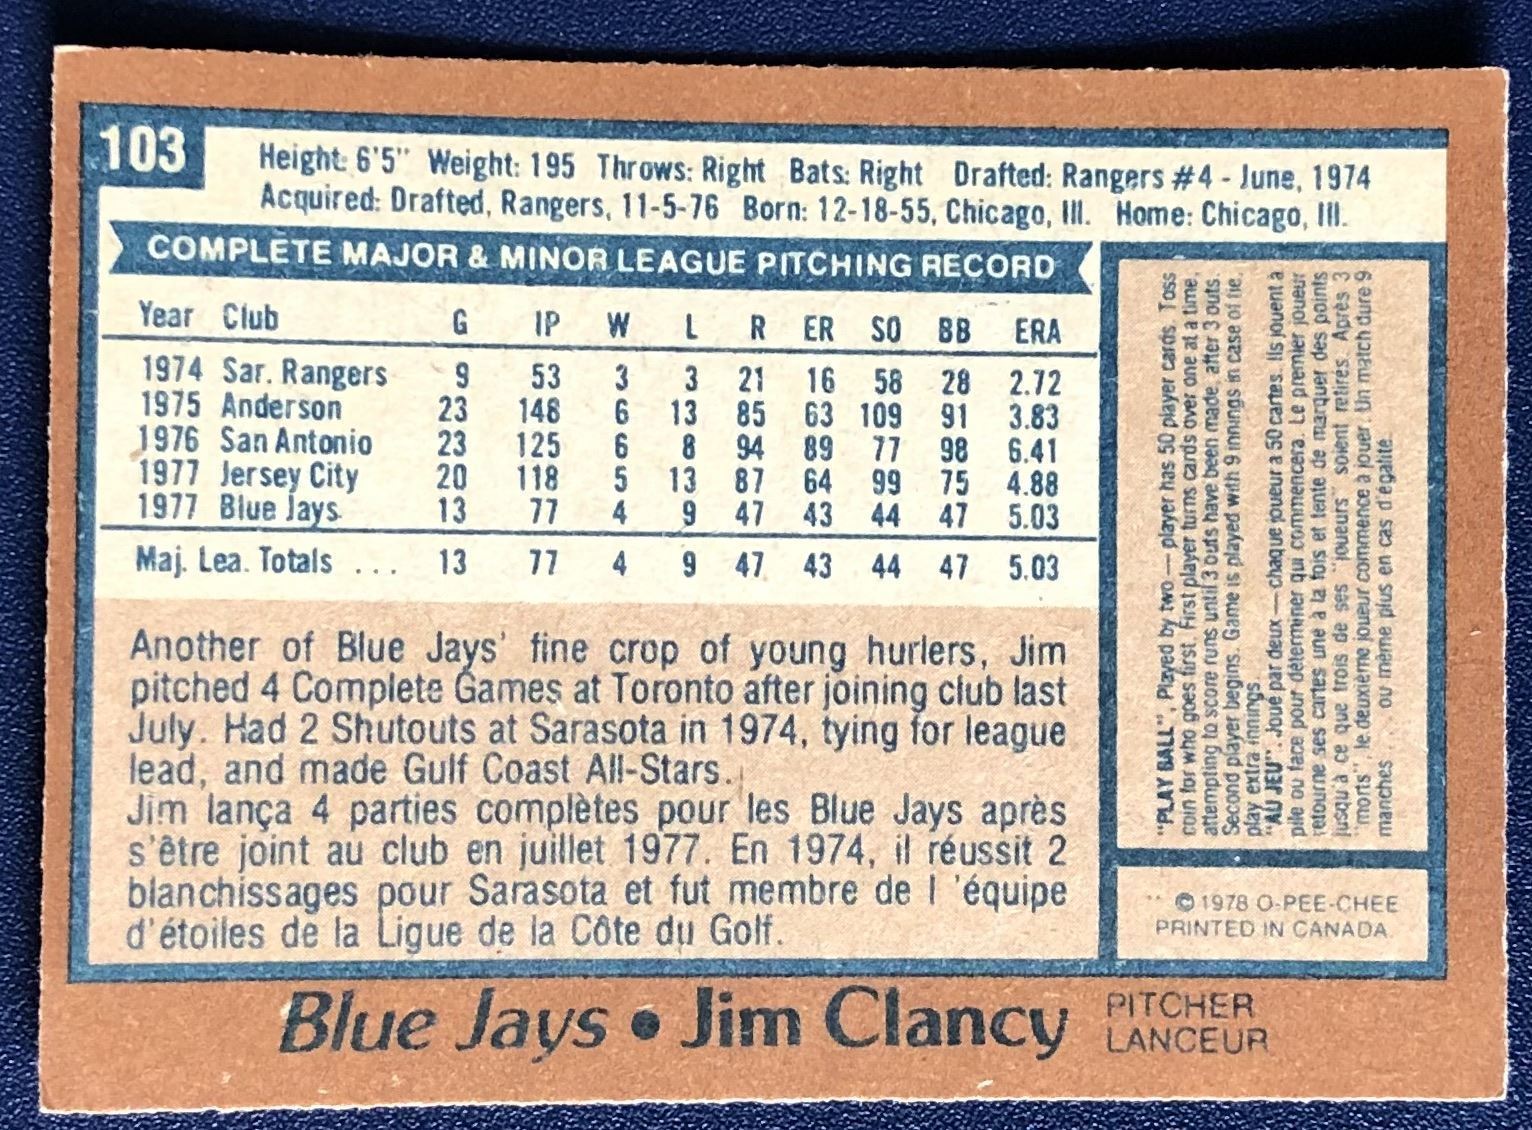 103
Height: 6'5" Weight: 195 Throws: Right Bats: Right Drafted: Rangers #4 - June, 1974
Acquired: Drafted, Rangers, 11-5-76 Born: 12-18-55, Chicago, Ill. Home: Chicago, Ill.
COMPLETE MAJOR & MINOR LEAGUE PITCHING RECORD
Year Club G IP W L R ER SO BB ERA
1974 Sar. Rangers 9 53 3 3 21 16 58 28 2.72
1975 Anderson 23 148 6 13 85 63 109 91 3.83
1976 San Antonio 23 125 6 8 94 89 77 98 6.41
1977 Jersey City 20 118 5 13 87 64 99 75 4.88
1977 Blue Jays 13 77 4 9 47 43 44 47 5.03
Maj. Lea. Totals ... 13 77 4 9 47 43 44 47 5.03
Another of Blue Jays' fine crop of young hurlers, Jim
pitched 4 Complete Games at Toronto after joining club last
July. Had 2 Shutouts at Sarasota in 1974, tying for league
lead, and made Gulf Coast All-Stars.
Jim lança 4 parties complètes pour les Blue Jays après
s'être joint au club en juillet 1977. En 1974, il réussit 2
blanchissages pour Sarasota et fut membre de l 'équipe
d'étoiles de la Ligue de la Côte du Golf.
"PLAY BALL", Played by two — player has 50 player cards. Toss
coin for who goes first. First player turns cards over one at a time,
attempting to score runs until 3 outs have been made, after 3 outs.
Second player begins. Game is played with 9 innings in case of tie,
play extra innings.
"AU JEU". Joué par deux — chaque joueur a 50 cartes. Ils jouent à
pile ou face pour déterminer qui commencera. Le premier joueur
retourne ses cartes une à la fois et tente de marquer des points
jusqu'à ce que trois de ses "joueurs" soient retirés. Après 3
"morts", le deuxième joueur commence à jouer. Un match dure 9
manches... ou même plus en cas d'égalité.
© 1978 O-PEE-CHEE
PRINTED IN CANADA
Blue Jays • Jim Clancy
PITCHER
LANCEUR